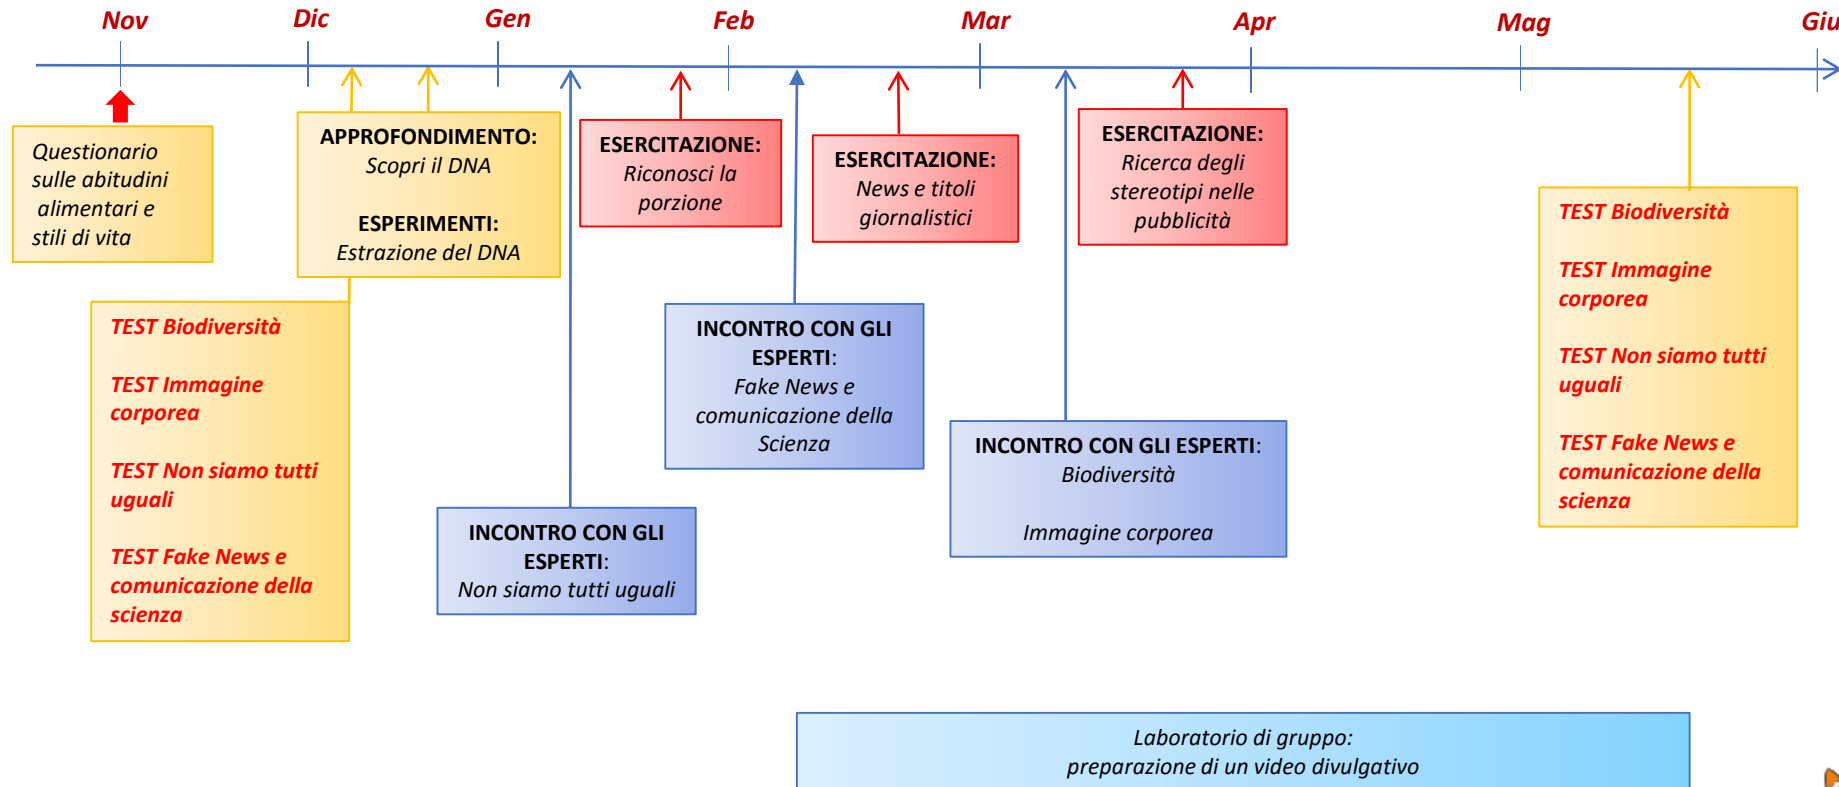 Nov Dic Gen Feb Mar Apr Mag Giu
Questionario
sulle abitudini
alimentari e
stili di vita
APPROFONDIMENTO:
Scopri il DNA
ESPERIMENTI:
Estrazione del DNA
ESERCITAZIONE:
Riconosci la
porzione
ESERCITAZIONE:
News e titoli
giornalistici
ESERCITAZIONE:
Ricerca degli
stereotipi nelle
pubblicità
TEST Biodiversità
TEST Immagine
corporea
TEST Non siamo tutti
uguali
TEST Fake News e
comunicazione della
scienza
INCONTRO CON GLI
ESPERTI:
Non siamo tutti uguali
INCONTRO CON GLI
ESPERTI:
Fake News e
comunicazione della
Scienza
INCONTRO CON GLI ESPERTI:
Biodiversità
Immagine corporea
TEST Biodiversità
TEST Immagine
corporea
TEST Non siamo tutti
uguali
TEST Fake News e
comunicazione della
scienza
Laboratorio di gruppo:
preparazione di un video divulgativo